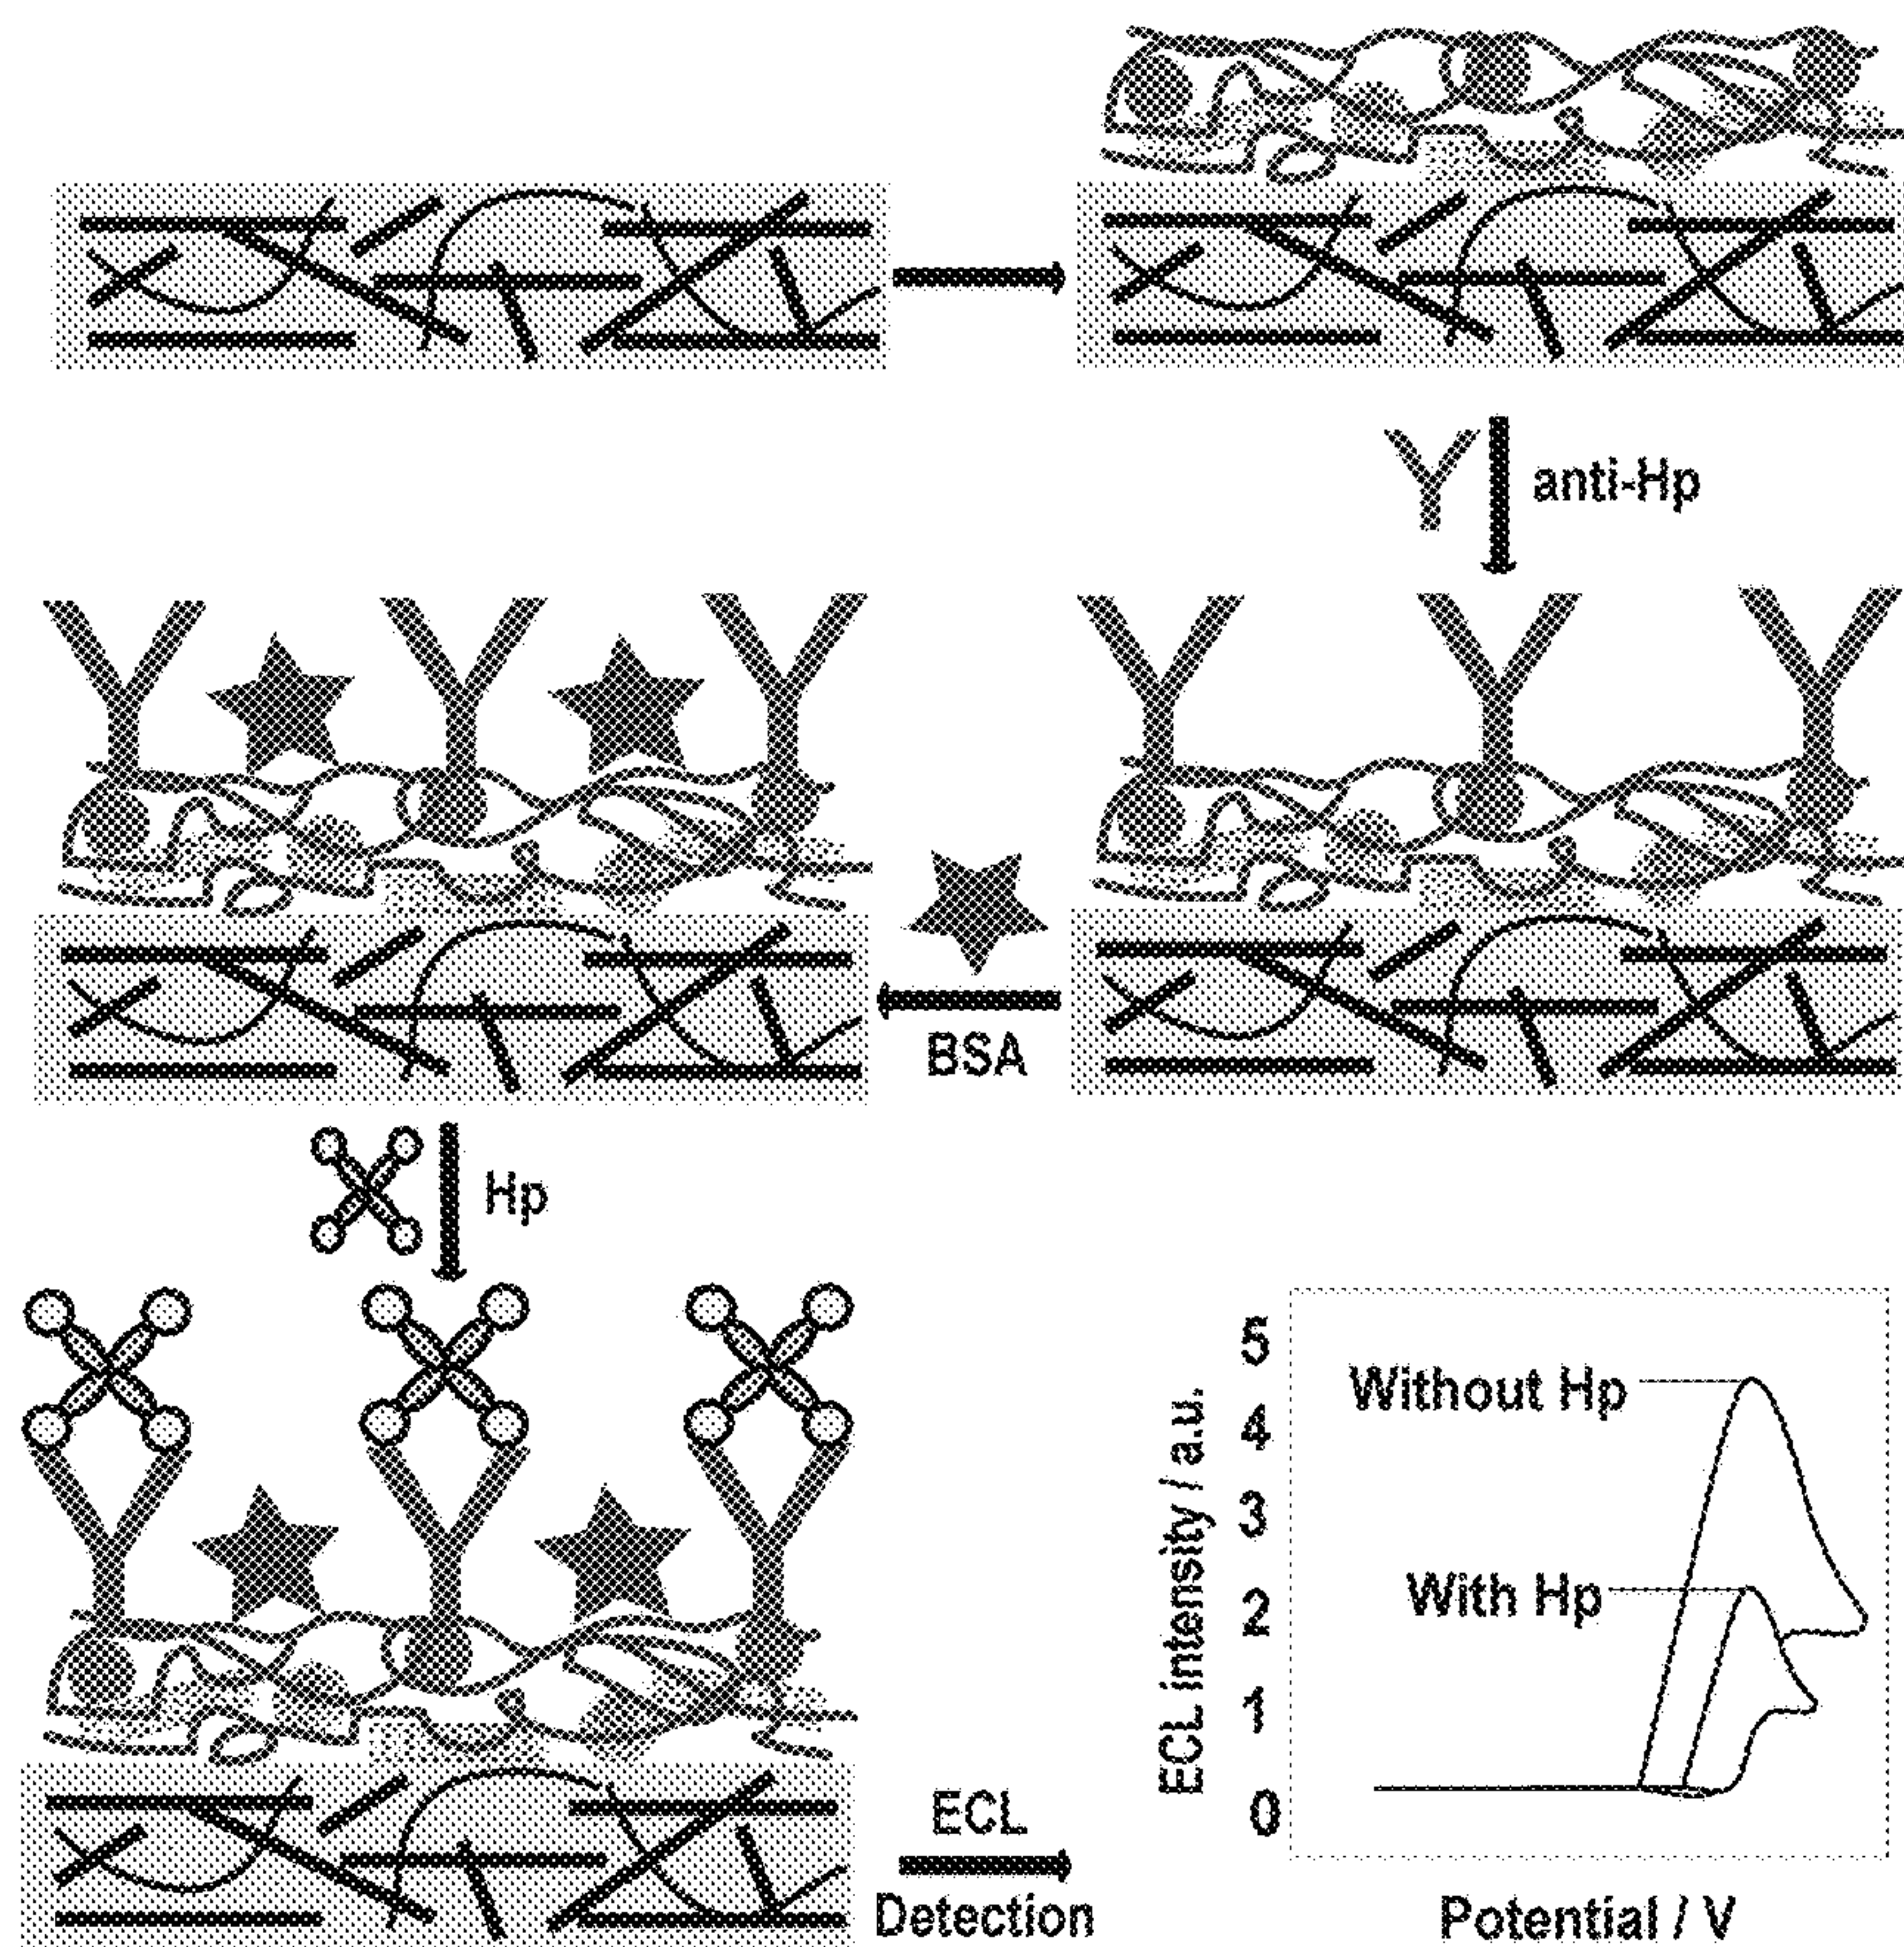 anti-Hp
BSA
Hp
ECL
Detection
ECL intensity / a.u.
5
4
3
2
1
0
Without Hp
With Hp
Potential / V